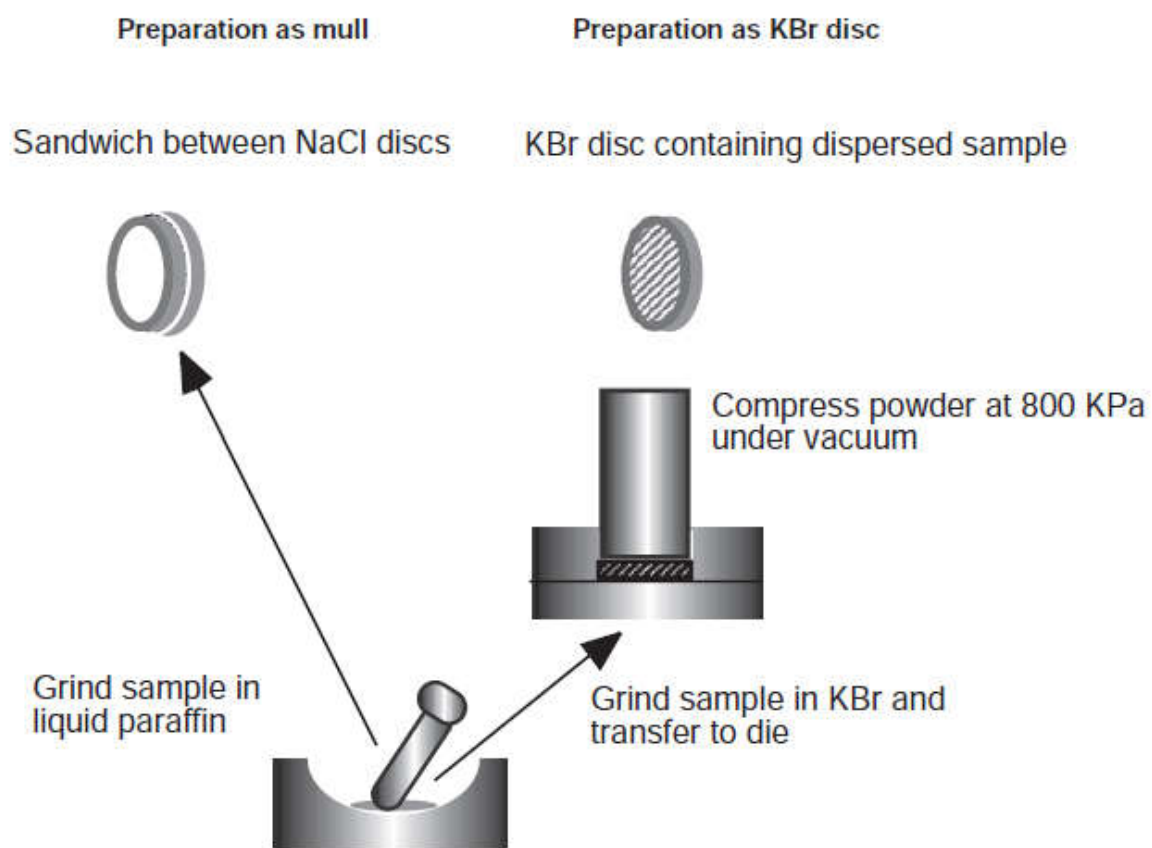 Preparation as mull
Preparation as KBr disc
Sandwich between NaCl discs
KBr disc containing dispersed sample
Compress powder at 800 KPa
under vacuum
Grind sample in
liquid paraffin
Grind sample in KBr and
transfer to die